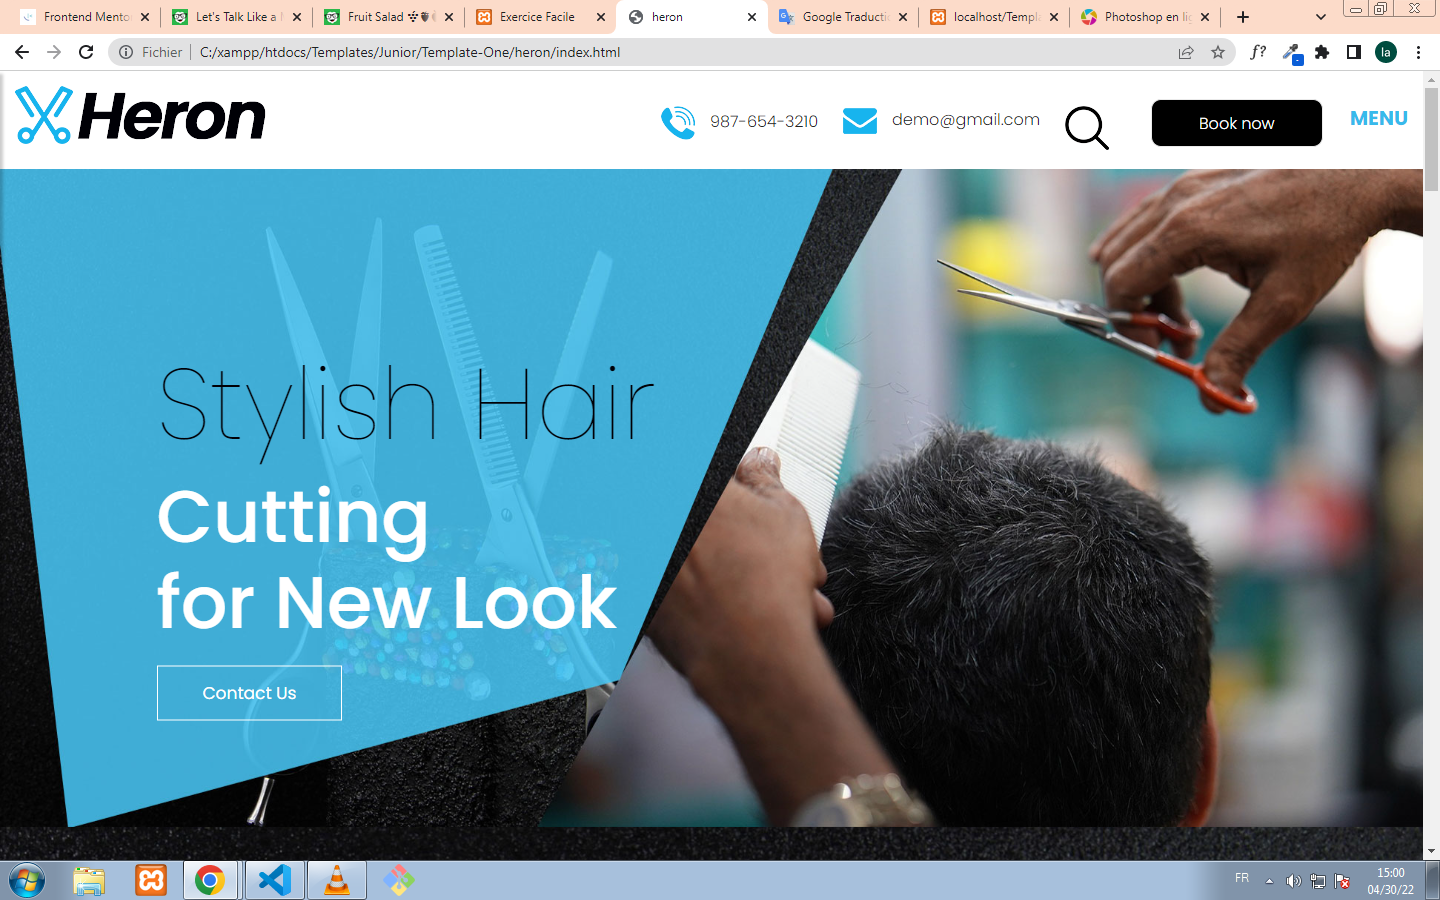 Frontend Mento
Let's Talk Like a
Fruit Salad
Exercice Facile
heron
Google Traducti
localhost/Templ
Photoshop en li
Fichier
C:/xampp/htdocs/Templates/Junior/Template-One/heron/index.html
f?
la
Heron
987-654-3210
demo@gmail.com
Book now
MENU
Stylish Hair
Cutting
for New Look
Contact Us
FR
15:00
04/30/22